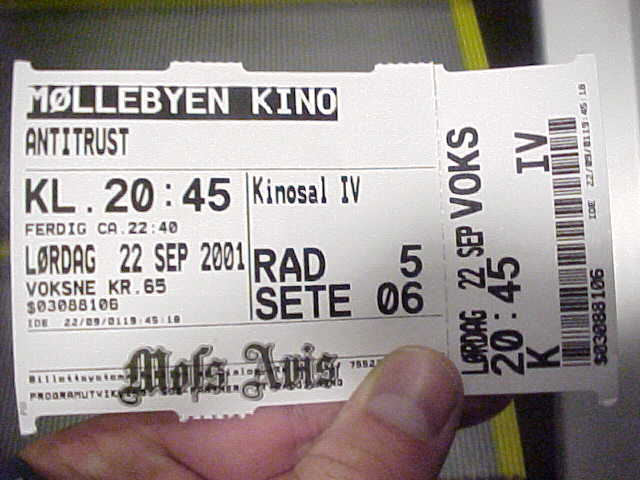 MØLLEBYEN KINO
ANTITRUST
KL. 20:45
FERDIG CA.22:40
LØRDAG 22 SEP 2001
VOKSNE KR.65
$03088106
IDE 22/09/0119:45:18
Kinosal IV
RAD 5
SETE 06
Moss Avis
Billettsystem
PROGRAMUTVIK
LØRDAG 22 SEP VOKS
20:45 IV
K
$03088106
IDE 22/09/0119:45:18